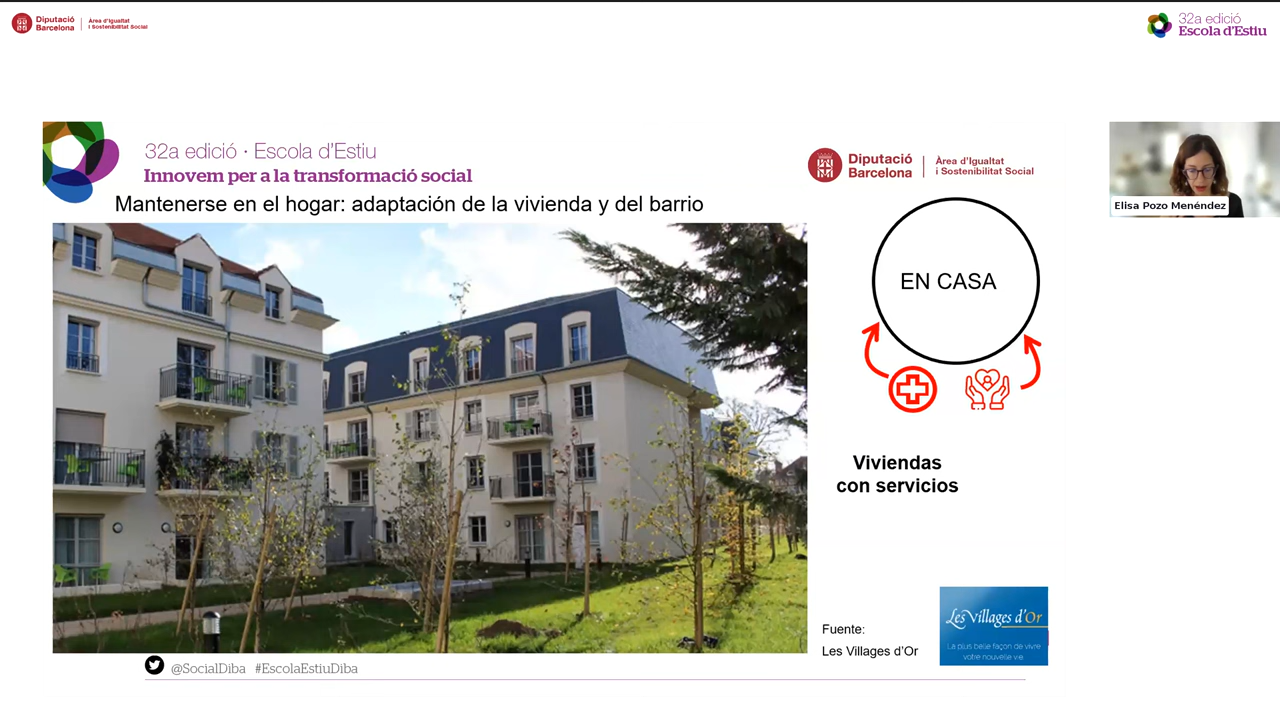 Diputació
Barcelona
Àrea d'Igualtat
i Sostenibilitat Social
32a edició
Escola d'Estiu
32a edició · Escola d'Estiu
Innovem per a la transformació social
Diputació
Barcelona
Àrea d'Igualtat
i Sostenibilitat Social
Mantenerse en el hogar: adaptación de la vivienda y del barrio
Elisa Pozo Menéndez
EN CASA
Viviendas
con servicios
Les Villages d'Or
La plus belle façon de vivre
votre nouvelle vie
Fuente:
Les Villages d'Or
@SocialDiba #EscolaEstiuDiba